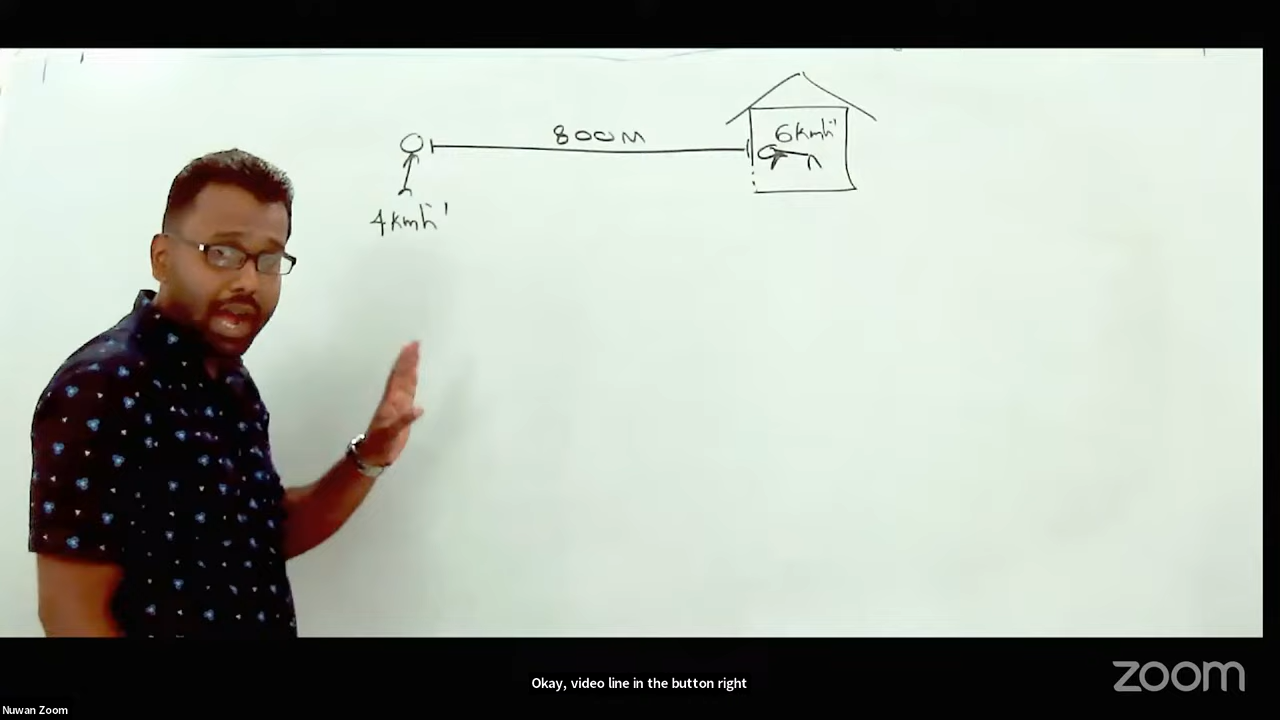 800M
6kmh⁻¹
4kmh⁻¹
Okay, video line in the button right
zoom
Nuwan Zoom